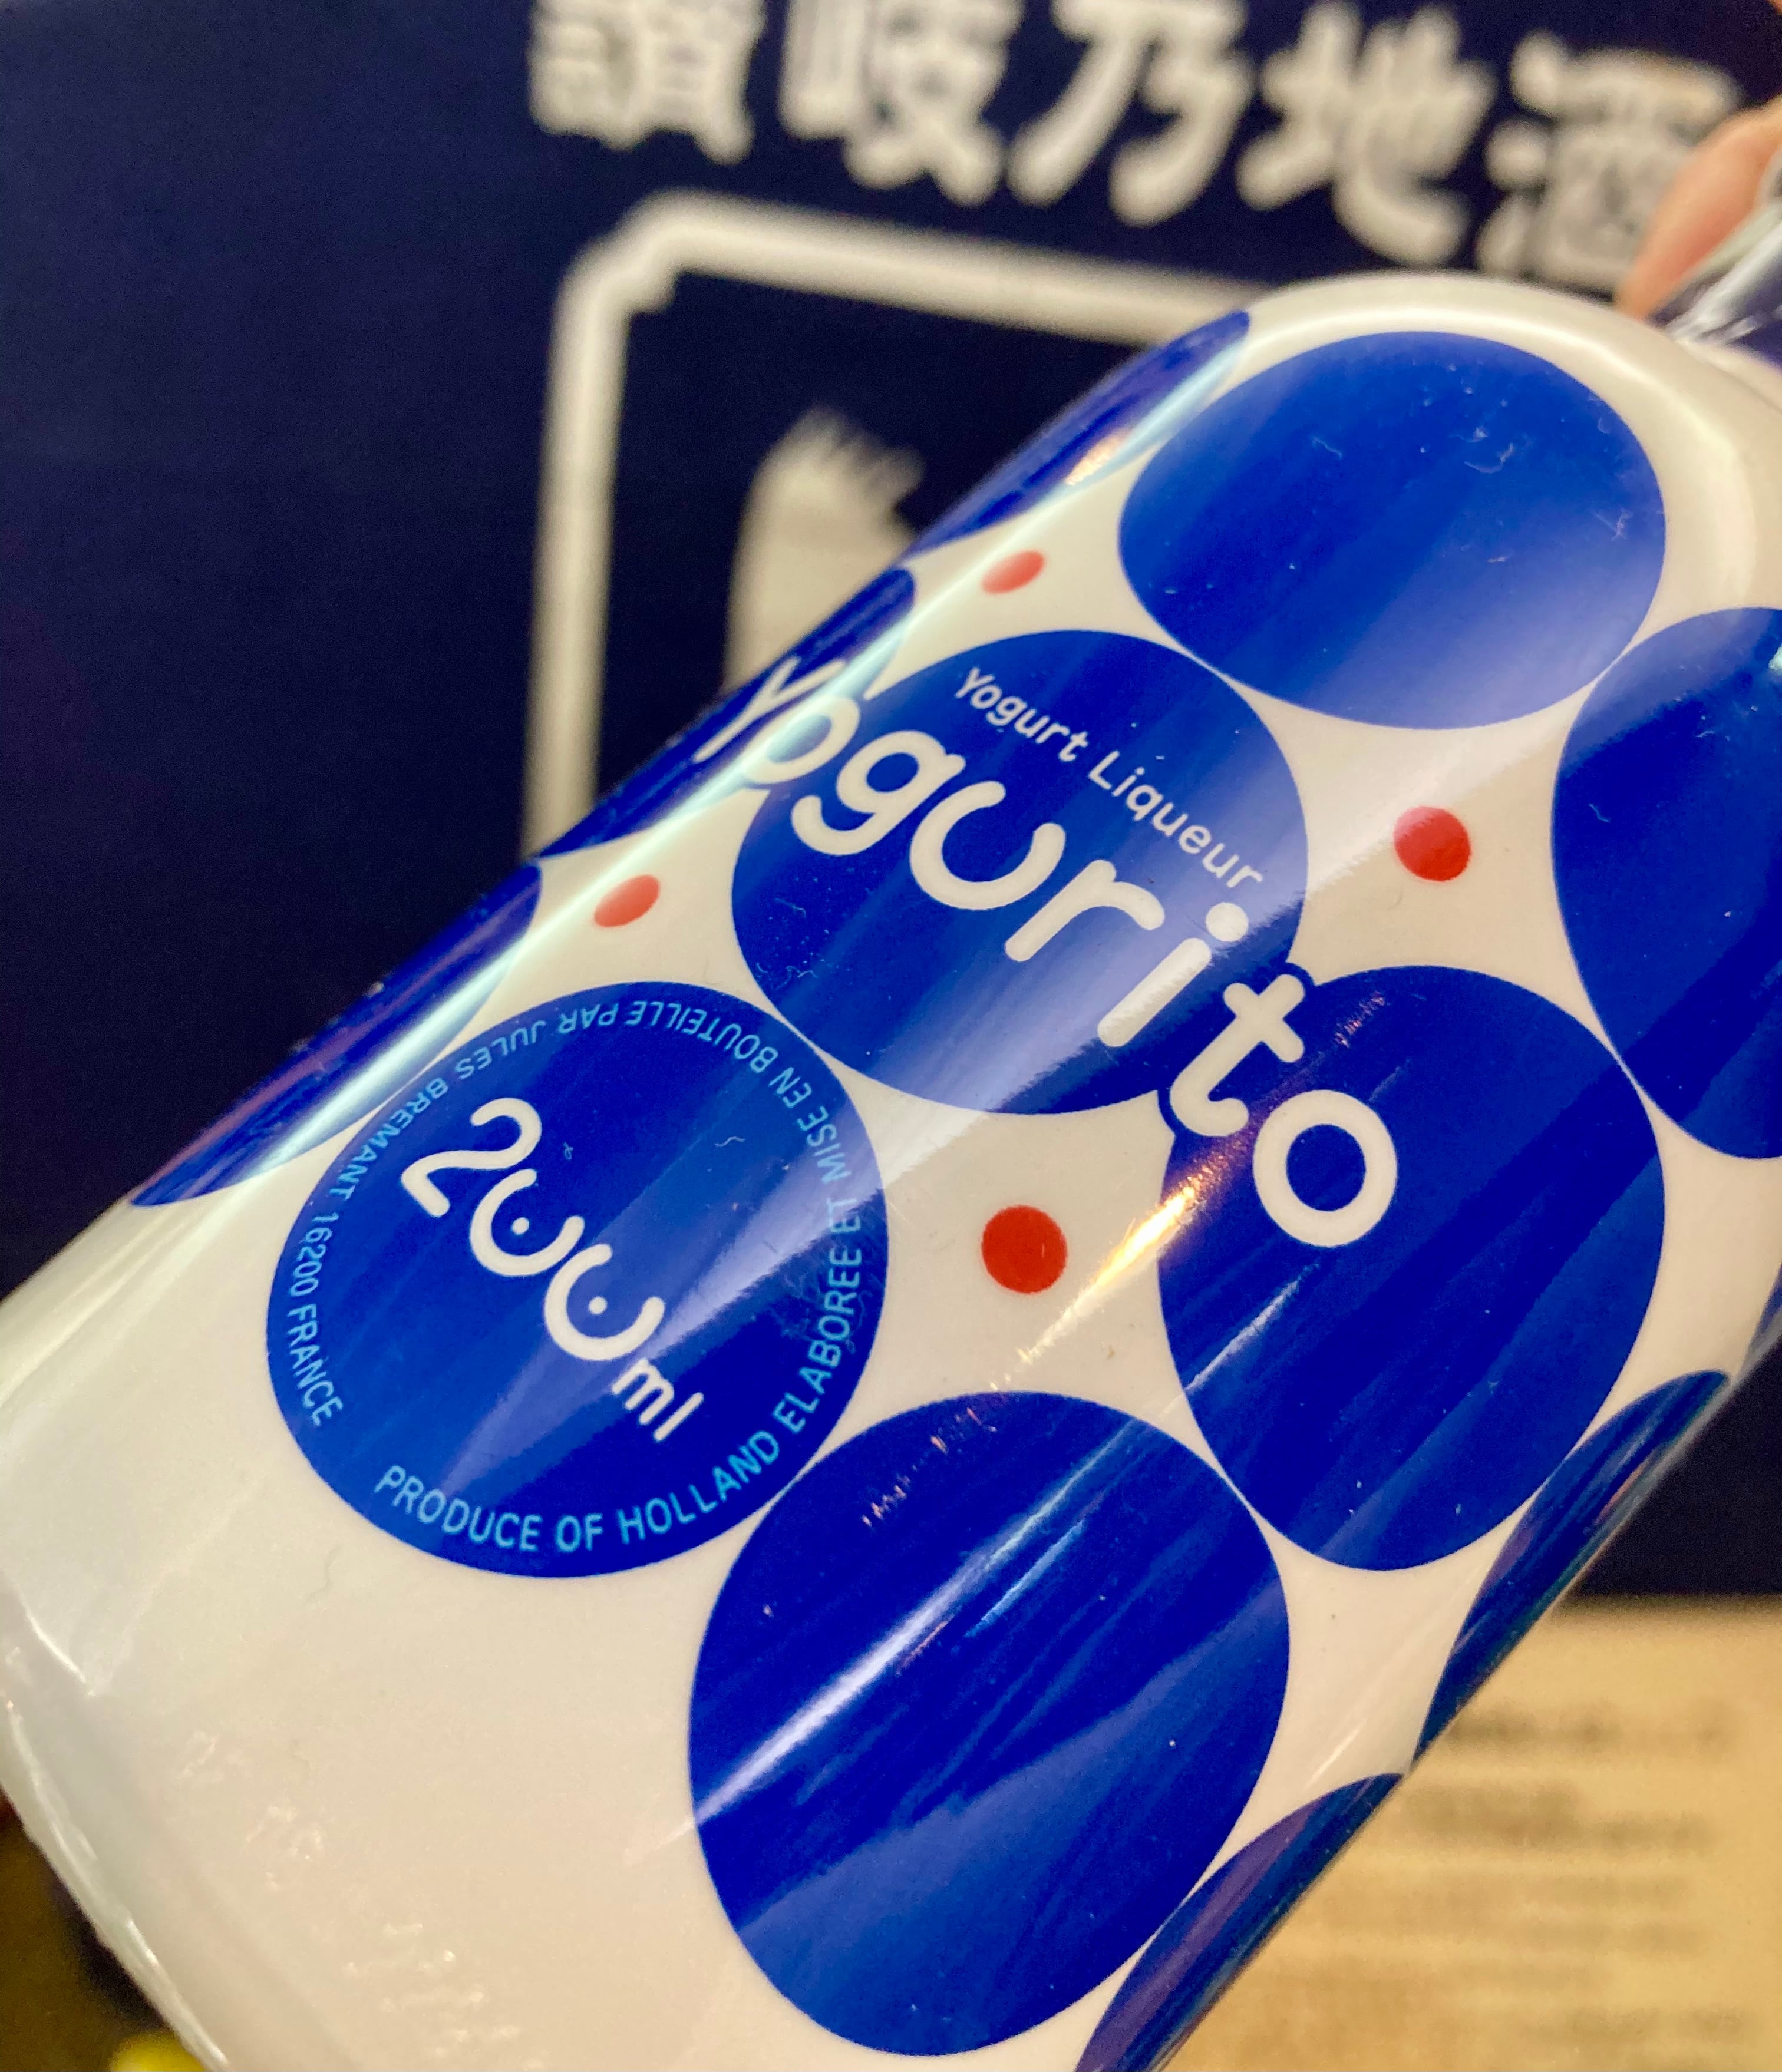 讃岐乃地酒
Yogurt Liqueur
Yogurito
200ml
PRODUCE OF HOLLAND ELABOREE ET MISE EN BOUTEILLE PAR JULES BREMANT 16200 FRANCE